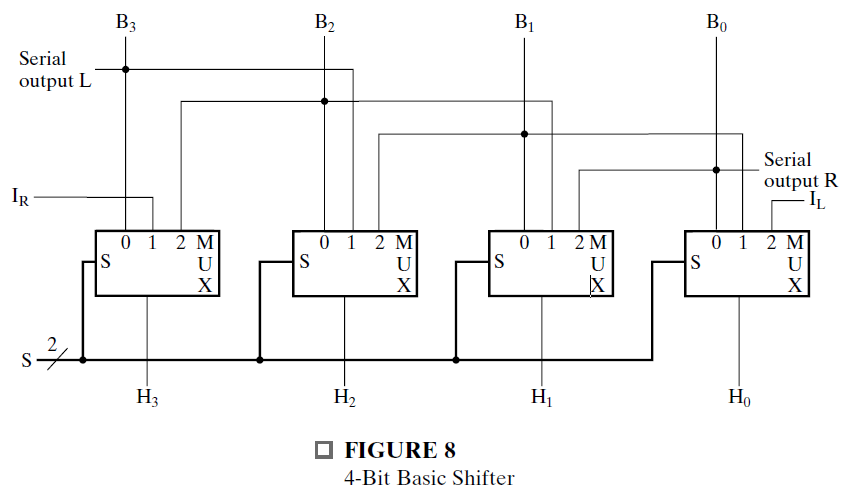 B3 B2 B1 B0
Serial
output L
Serial
output R
IR
IL
0 1 2 M 0 1 2 M 0 1 2 M 0 1 2 M
S U S U S U S U
X X X X
2
S
H3 H2 H1 H0
FIGURE 8
4-Bit Basic Shifter